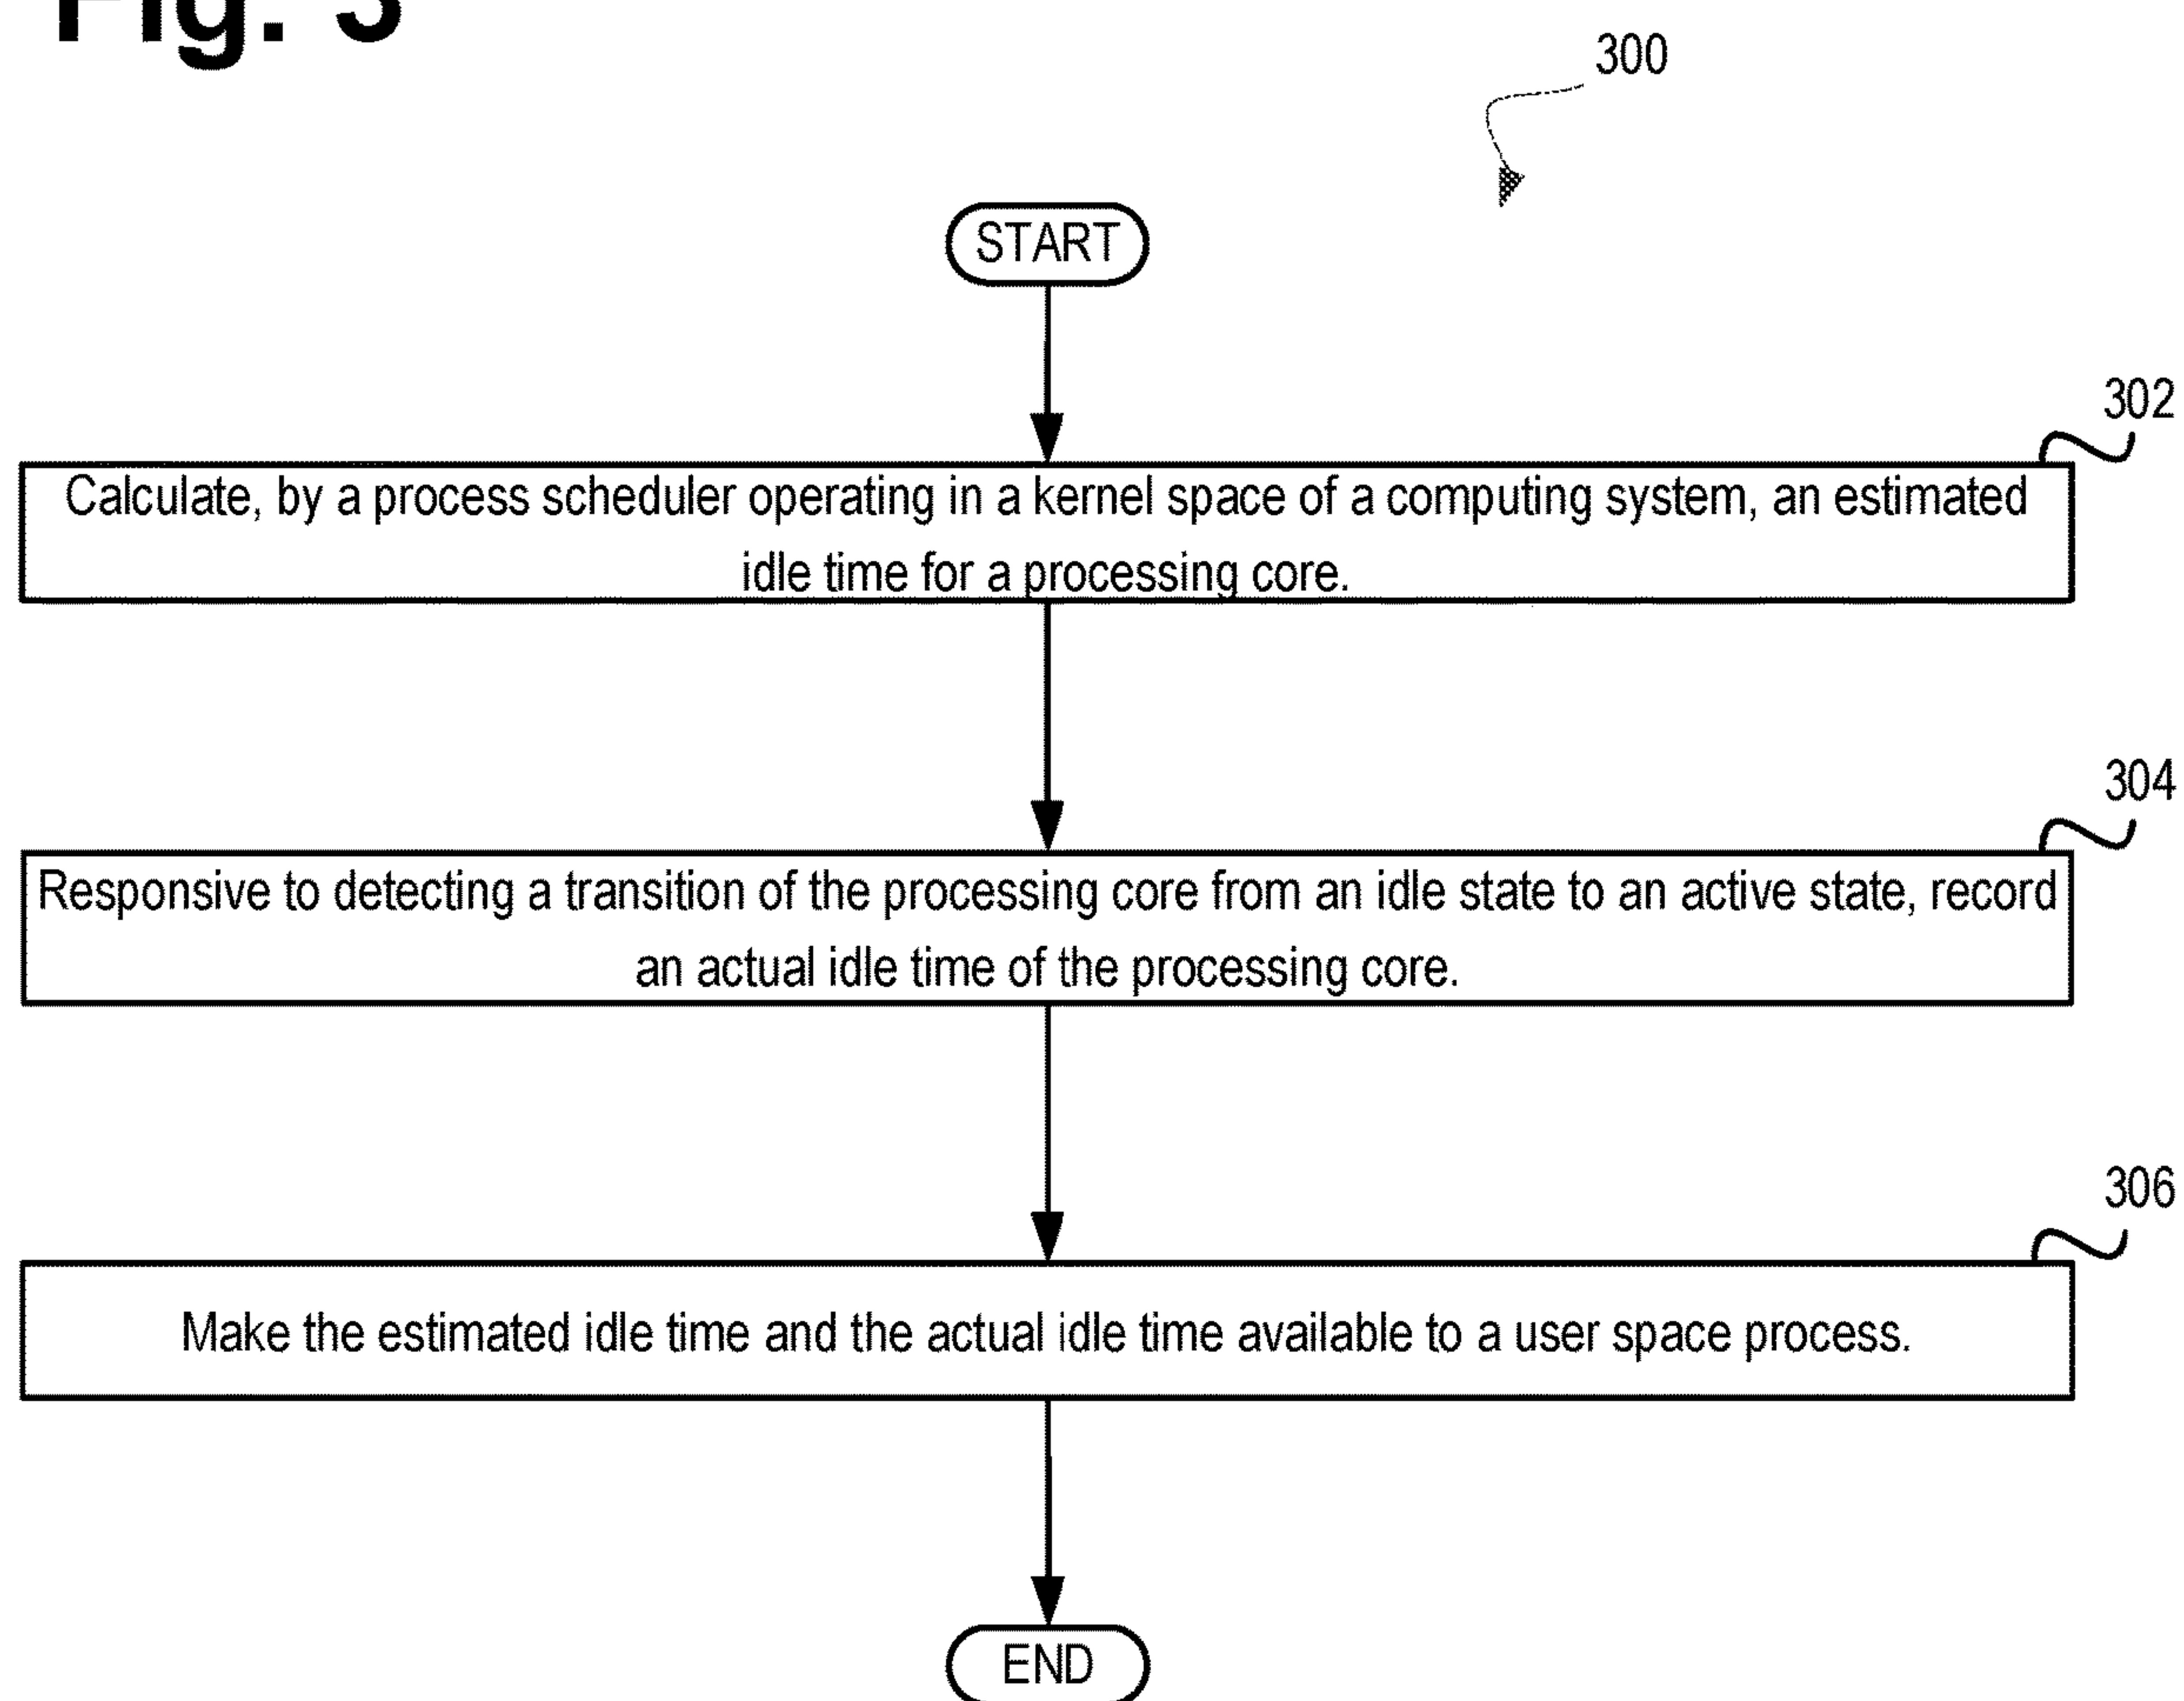 Fig. 3
300
START
302
Calculate, by a process scheduler operating in a kernel space of a computing system, an estimated
idle time for a processing core.
304
Responsive to detecting a transition of the processing core from an idle state to an active state, record
an actual idle time of the processing core.
306
Make the estimated idle time and the actual idle time available to a user space process.
END